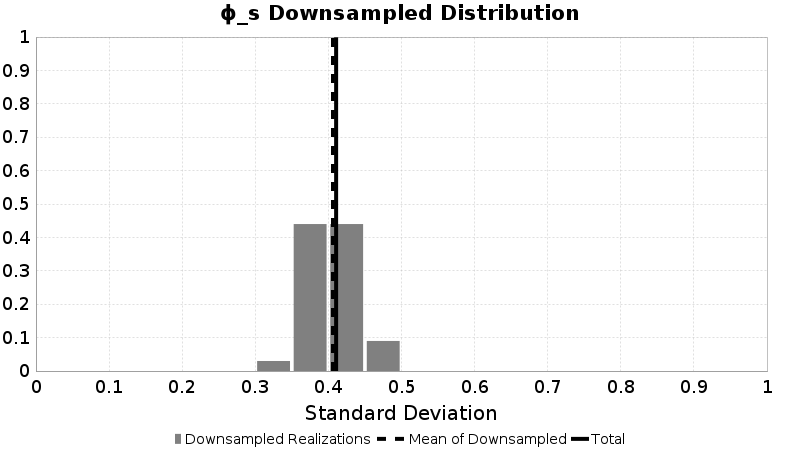 ϕ_s Downsampled Distribution
1
0.9
0.8
0.7
0.6
0.5
0.4
0.3
0.2
0.1
0
0 0.1 0.2 0.3 0.4 0.5 0.6 0.7 0.8 0.9 1
Standard Deviation
Downsampled Realizations Mean of Downsampled Total